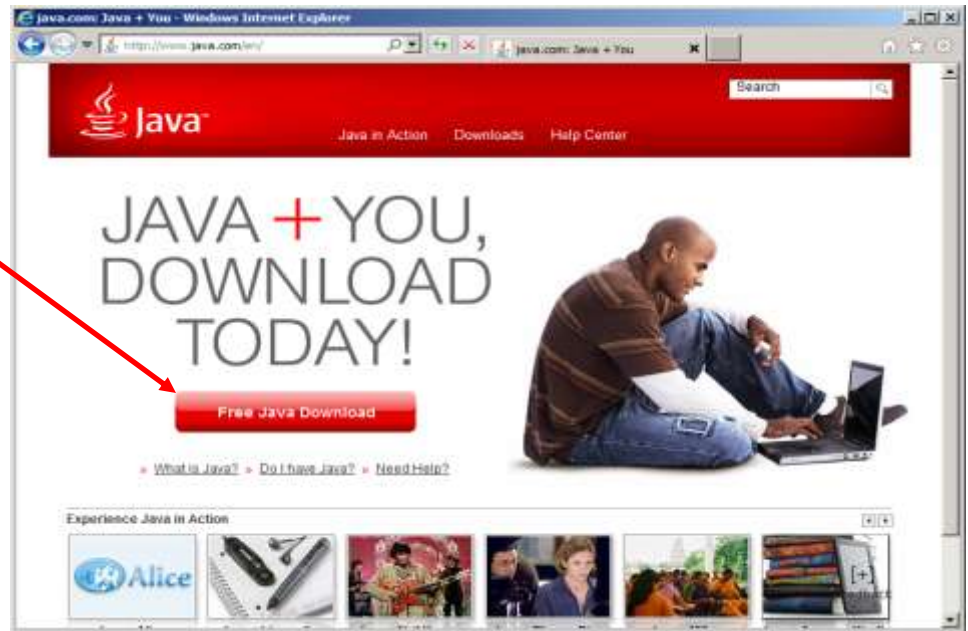 java.com: Java + You - Windows Internet Explorer
http://www.java.com/en/
java.com: Java + You
Search
Java
Java in Action Downloads Help Center
JAVA + YOU,
DOWNLOAD
TODAY!
Free Java Download
» What is Java? » Do I have Java? » Need Help?
Experience Java in Action
Alice
[+]